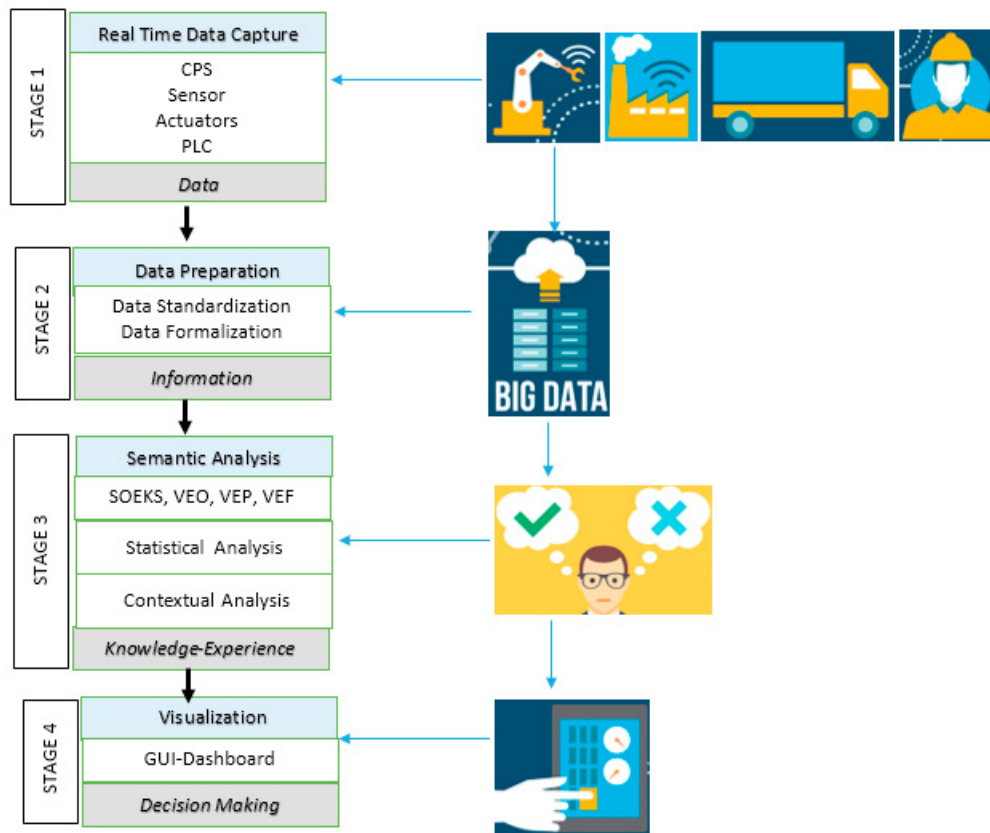 STAGE 1
Real Time Data Capture
CPS
Sensor
Actuators
PLC
Data
STAGE 2
Data Preparation
Data Standardization
Data Formalization
Information
BIG DATA
STAGE 3
Semantic Analysis
SOEKS, VEO, VEP, VEF
Statistical Analysis
Contextual Analysis
Knowledge-Experience
STAGE 4
Visualization
GUI-Dashboard
Decision Making